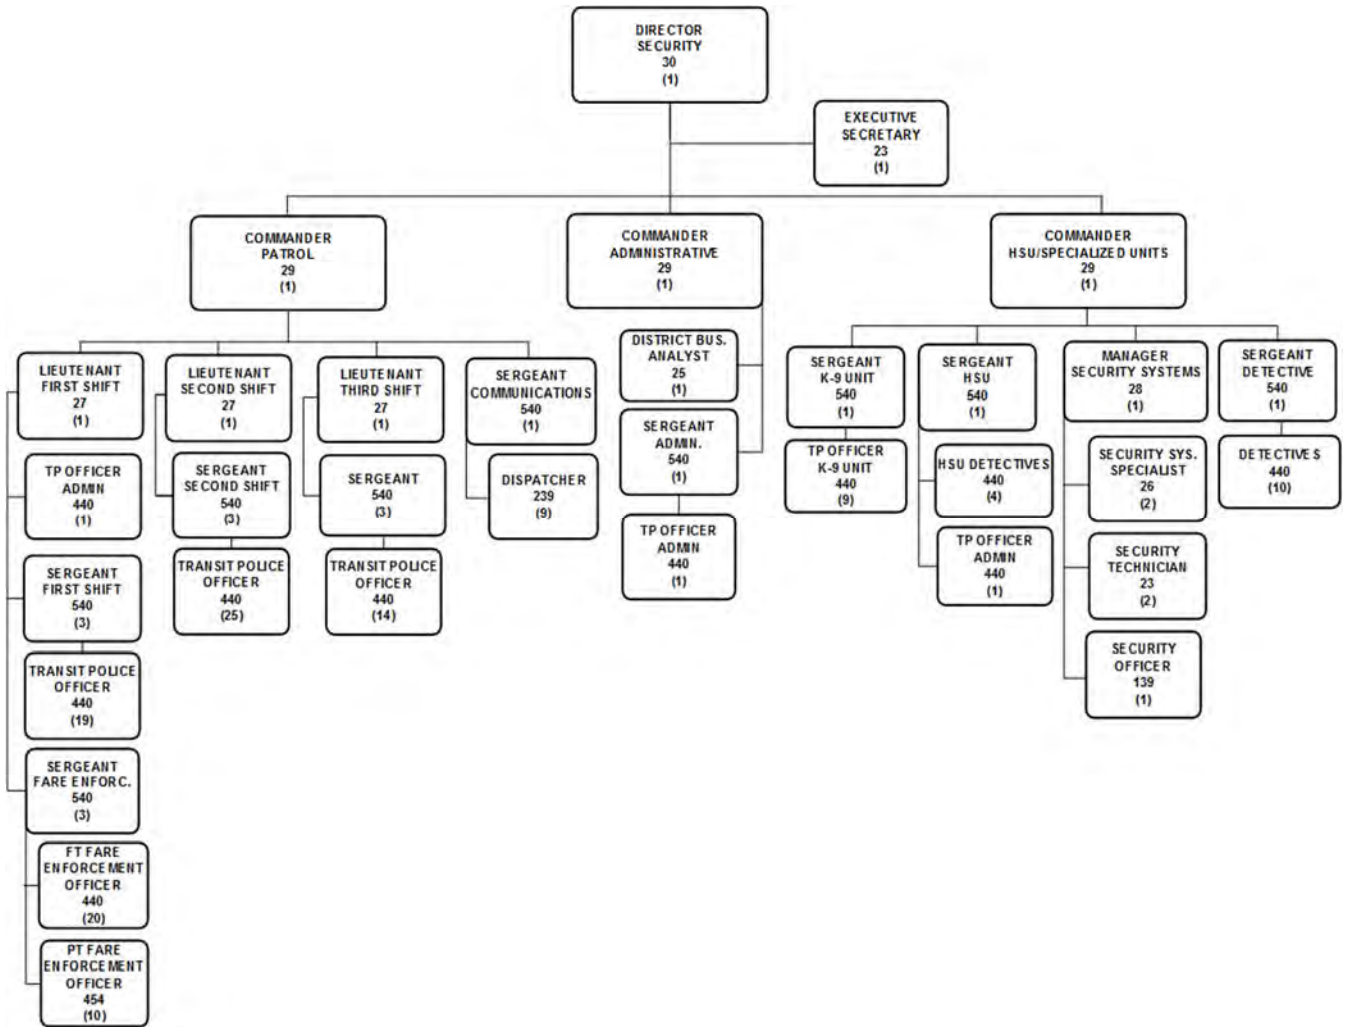 DIRECTOR
SECURITY
30
(1)
EXECUTIVE
SECRETARY
23
(1)
COMMANDER
PATROL
29
(1)
COMMANDER
ADMINISTRATIVE
29
(1)
COMMANDER
HSU/SPECIALIZED UNITS
29
(1)
LIEUTENANT
FIRST SHIFT
27
(1)
LIEUTENANT
SECOND SHIFT
27
(1)
LIEUTENANT
THIRD SHIFT
27
(1)
SERGEANT
COMMUNICATIONS
540
(1)
DISTRICT BUS.
ANALYST
25
(1)
SERGEANT
K-9 UNIT
540
(1)
SERGEANT
HSU
540
(1)
MANAGER
SECURITY SYSTEMS
28
(1)
SERGEANT
DETECTIVE
540
(1)
TP OFFICER
ADMIN
440
(1)
SERGEANT
SECOND SHIFT
540
(3)
SERGEANT
540
(3)
DISPATCHER
239
(9)
SERGEANT
ADMIN.
540
(1)
TP OFFICER
K-9 UNIT
440
(9)
HSU DETECTIVES
440
(4)
SECURITY SYS.
SPECIALIST
26
(2)
DETECTIVES
440
(10)
SERGEANT
FIRST SHIFT
540
(3)
TRANSIT POLICE
OFFICER
440
(25)
TRANSIT POLICE
OFFICER
440
(14)
TP OFFICER
ADMIN
440
(1)
TP OFFICER
ADMIN
440
(1)
SECURITY
TECHNICIAN
23
(2)
TRANSIT POLICE
OFFICER
440
(19)
SECURITY
OFFICER
139
(1)
SERGEANT
FARE ENFORC.
540
(3)
FT FARE
ENFORCEMENT
OFFICER
440
(20)
PT FARE
ENFORCEMENT
OFFICER
454
(10)